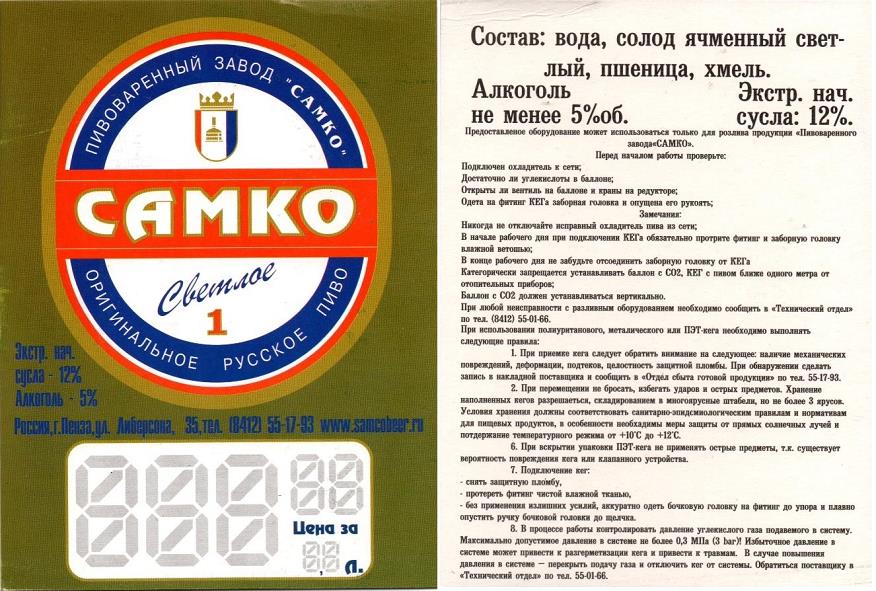 ПИВОВАРЕННЫЙ ЗАВОД "САМКО"
САМКО
Светлое
1
ОРИГИНАЛЬНОЕ РУССКОЕ ПИВО
Экстр. нач.
сусла - 12%
Алкоголь - 5%
Россия,г.Пенза,ул. Либерсона, 35,тел. (8412) 55-17-93 www.samcobeer.ru
Цена за
л.
Состав: вода, солод ячменный свет-
лый, пшеница, хмель.
Алкоголь
не менее 5%об.
Экстр. нач.
сусла: 12%.
Предоставленое оборудование может использоваться только для розлива продукции «Пивоваренного
завода«САМКО».
Перед началом работы проверьте:
Подключен охладитель к сети;
Достаточно ли углекислоты в баллоне;
Открыты ли вентиль на баллоне и краны на редукторе;
Одета на фитинг КЕГа заборная головка и опущена его рукоять;
Замечания:
Никогда не отключайте исправный охладитель пива из сети;
В начале рабочего дня при подключении КЕГа обязательно протрите фитинг и заборную головку
влажной ветошью;
В конце рабочего дня не забудьте отсоединить заборную головку от КЕГа
Категорически запрещается устанавливать баллон с СО2, КЕГ с пивом ближе одного метра от
отопительных приборов;
Баллон с СО2 должен устанавливаться вертикально.
При любой неисправности с разливным оборудованием необходимо сообщить в «Технический отдел»
по тел. (8412) 55-01-66.
При использовании полиуретанового, металического или ПЭТ-кега необходимо выполнять
следующие правила:
1. При приемке кега следует обратить внимание на следующее: наличие механических
повреждений, деформации, подтеков, целостность защитной пломбы. При обнаружении сделать
запись в накладной поставщика и сообщить в «Отдел сбыта готовой продукции» по тел. 55-17-93.
2. При перемещении не бросать, избегать ударов и острых предметов. Хранение
наполненных кегов разрешаеться, складированием в многоярусные штабели, но не более 3 ярусов.
Условия хранения должны соответствовать санитарно-эпидсмиологическим правилам и нормативам
для пищевых продуктов, в особенности необхадимы меры защиты от прямых солнечных лучей и
потдержание температурного режима от +10°С до +12°С.
6. При вскрытии упаковки ПЭТ-кега не применять острые предметы, т.к. существует
вероятность повреждения кега или клапанного устройства.
7. Подключение кег:
- снять защитную пломбу,
- протереть фитинг чистой влажной тканью,
- без применения излишних усилий, аккуратно одеть бочковую головку на фитинг до упора и плавно
опустить ручку бочковой головки до щелчка.
8. В процессе работы контролировать давление углекислого газа подаваемого в систему.
Максимально допустимое давление в системе не более 0,3 МПа (3 bar)! Избыточное давление в
системе может привести к разгерметизации кега и привести к травмам. В случае повышения
давления в системе – перекрыть подачу газа и отключить кег от системы. Обратиться поставщику в
«Технический отдел» по тел. 55-01-66.